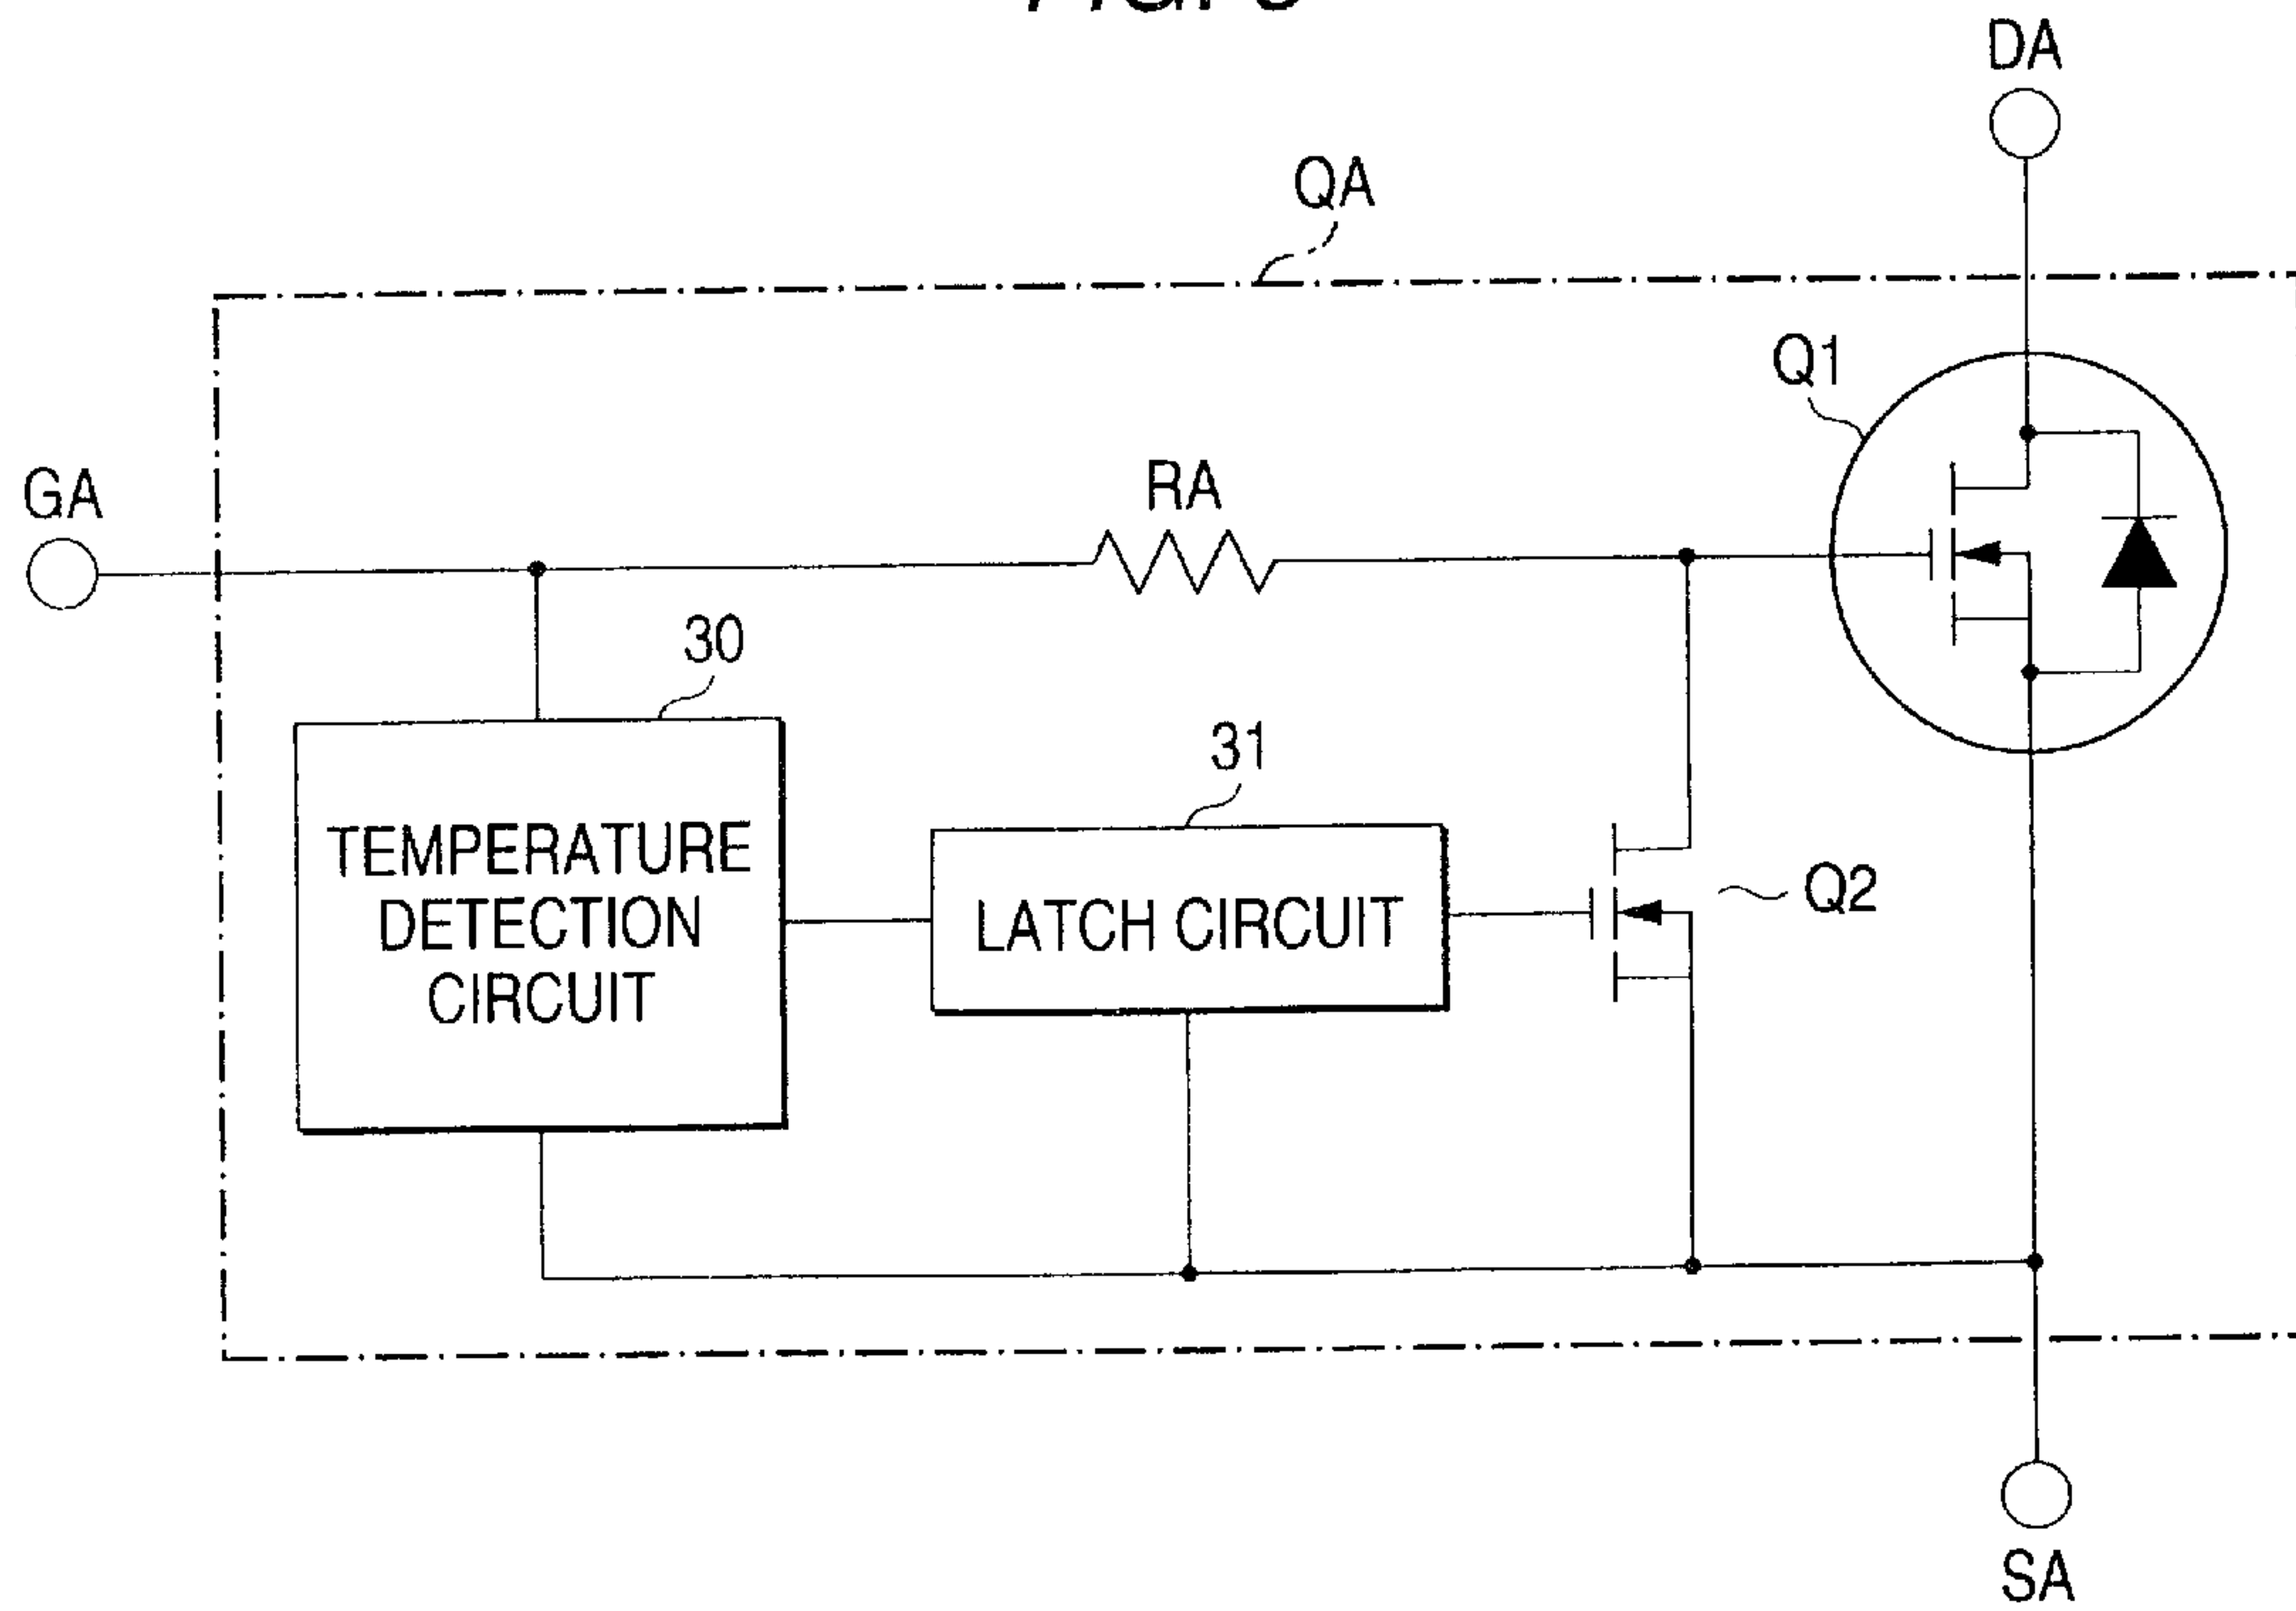 DA
QA
Q1
GA
RA
30
31
TEMPERATURE
DETECTION
CIRCUIT
LATCH CIRCUIT
Q2
SA